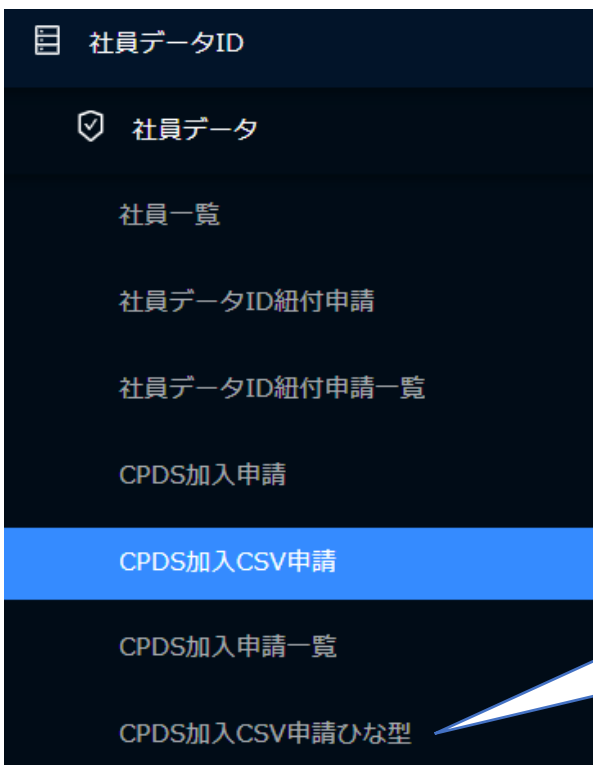 社員データID
社員データ
社員一覧
社員データID紐付申請
社員データID紐付申請一覧
CPDS加入申請
CPDS加入CSV申請
CPDS加入申請一覧
CPDS加入CSV申請ひな型